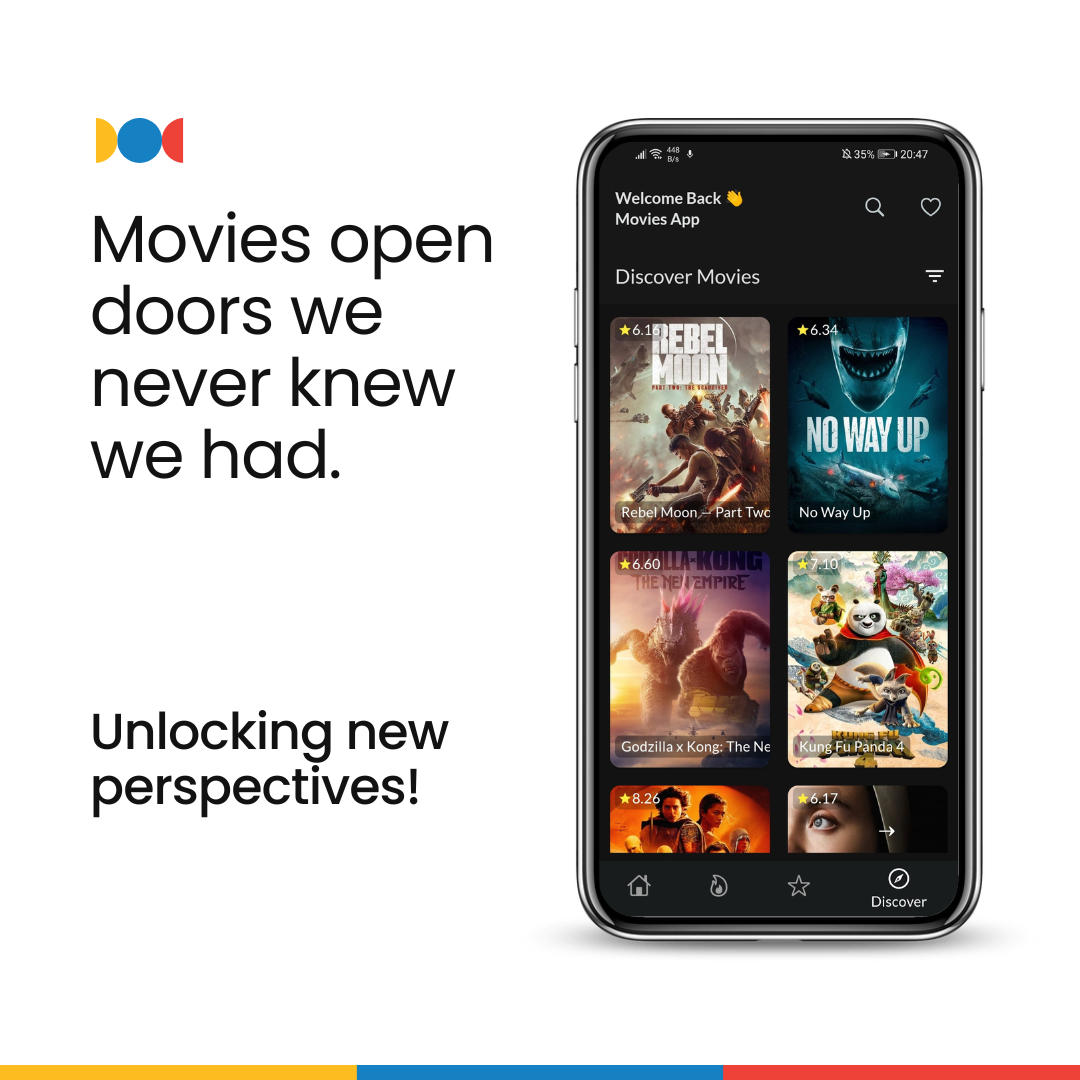 Movies open
doors we
never knew
we had.
Unlocking new
perspectives!
448
B/s
35%
20:47
Welcome Back 👋
Movies App
Discover Movies
6.16
REBEL
MOON
PART TWO: THE SCARGIVER
Rebel Moon — Part Two
6.34
NO WAY UP
No Way Up
6.60
GODZILLA x KONG
THE NEW EMPIRE
Godzilla x Kong: The Ne
7.10
KUNG FU
PANDA
4
Kung Fu Panda 4
8.26
6.17
Discover